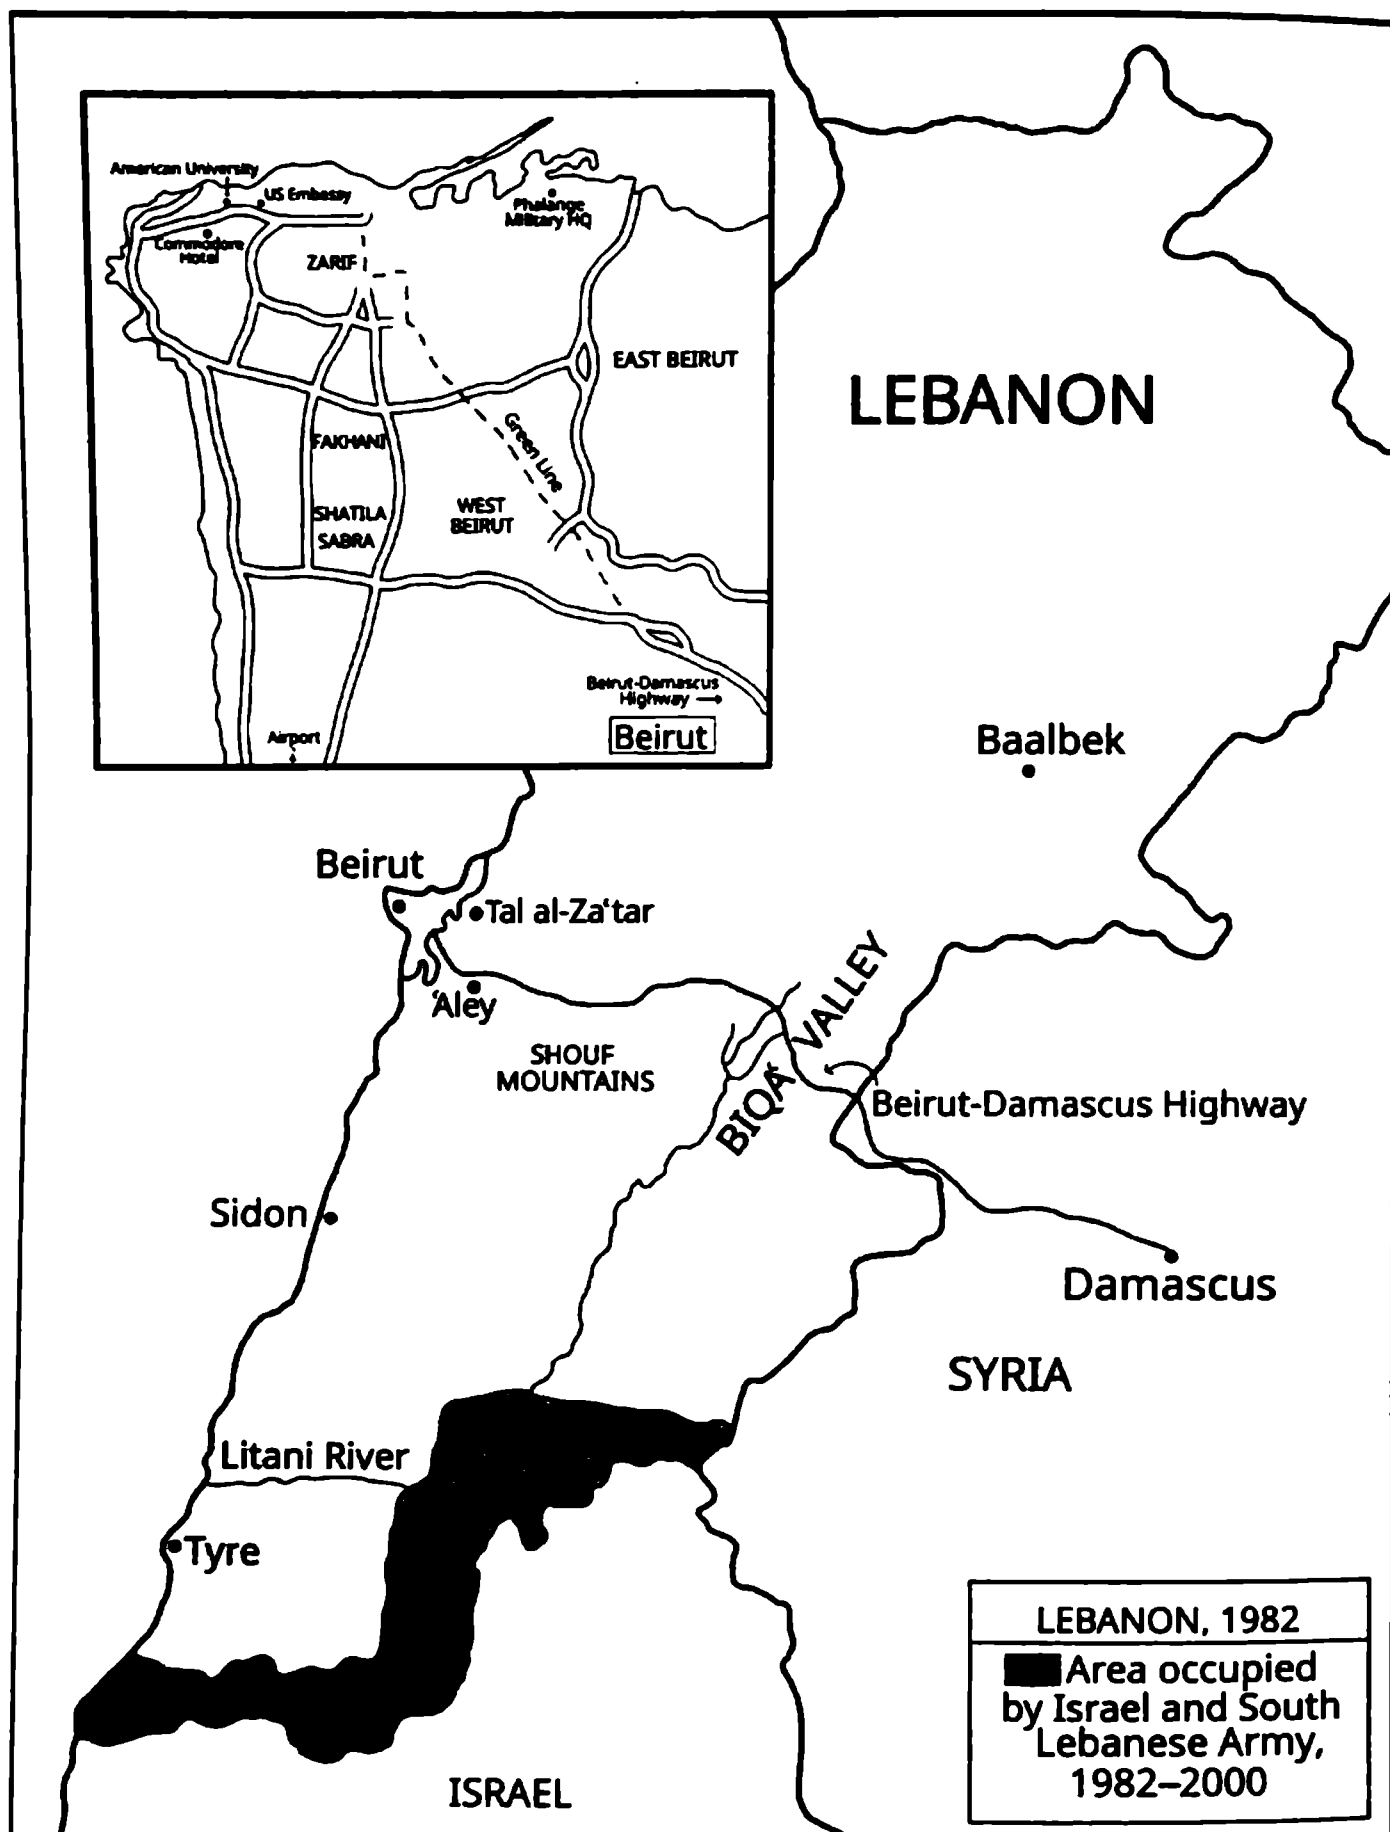 American University
US Embassy
Phalange
Military HQ
Commodore
Hotel
ZARIF
EAST BEIRUT
LEBANON
Green Line
FAKHANI
WEST
BEIRUT
SHATILA
SABRA
Beirut-Damascus
Highway
Airport
Beirut
Baalbek
Beirut
Tal al-Za‘tar
‘Aley
BIQA‘ VALLEY
SHOUF
MOUNTAINS
Beirut-Damascus Highway
Sidon
Damascus
SYRIA
Litani River
Tyre
LEBANON, 1982
Area occupied
by Israel and South
Lebanese Army,
1982–2000
ISRAEL